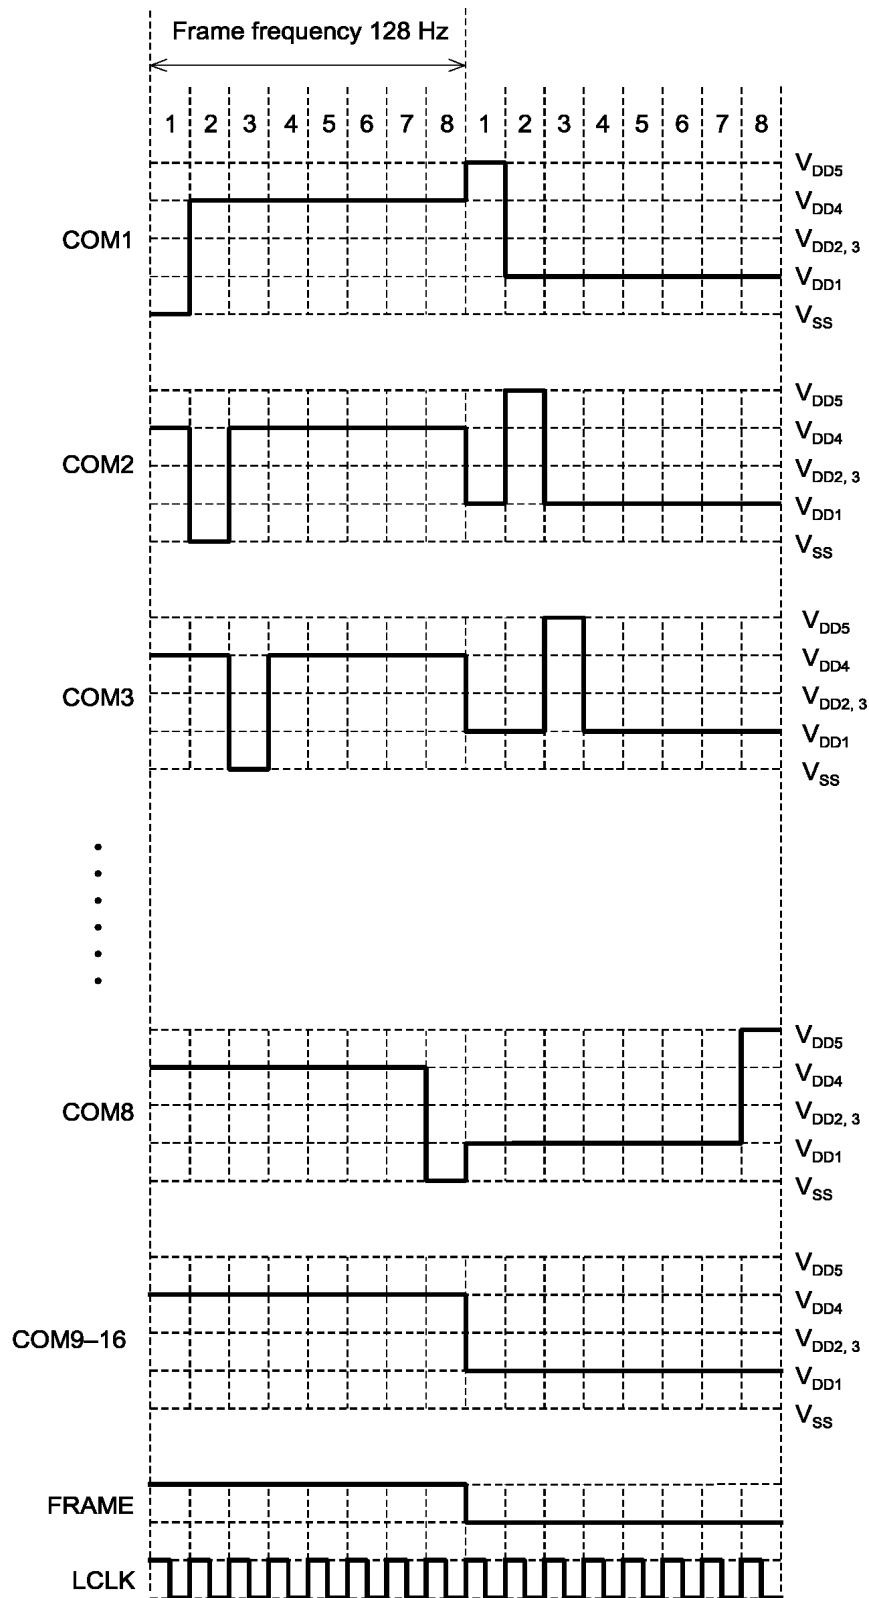 Frame frequency 128 Hz
1 2 3 4 5 6 7 8 1 2 3 4 5 6 7 8
VDD5
VDD4
COM1
VDD2, 3
VDD1
VSS
VDD5
VDD4
COM2
VDD2, 3
VDD1
VSS
VDD5
VDD4
COM3
VDD2, 3
VDD1
VSS
VDD5
VDD4
COM8
VDD2, 3
VDD1
VSS
VDD5
VDD4
COM9–16
VDD2, 3
VDD1
VSS
FRAME
LCLK